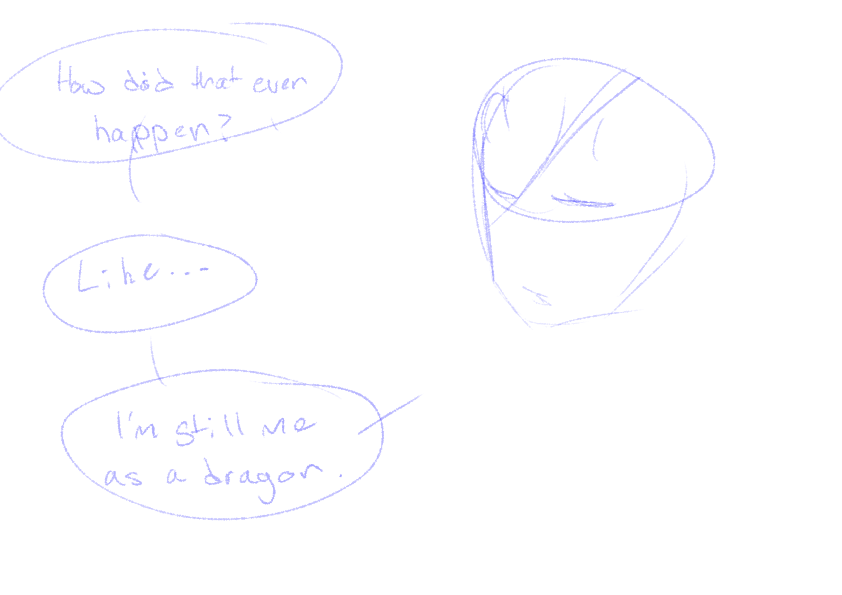 How did that ever
happen?
Like...
I'm still me
as a dragon.